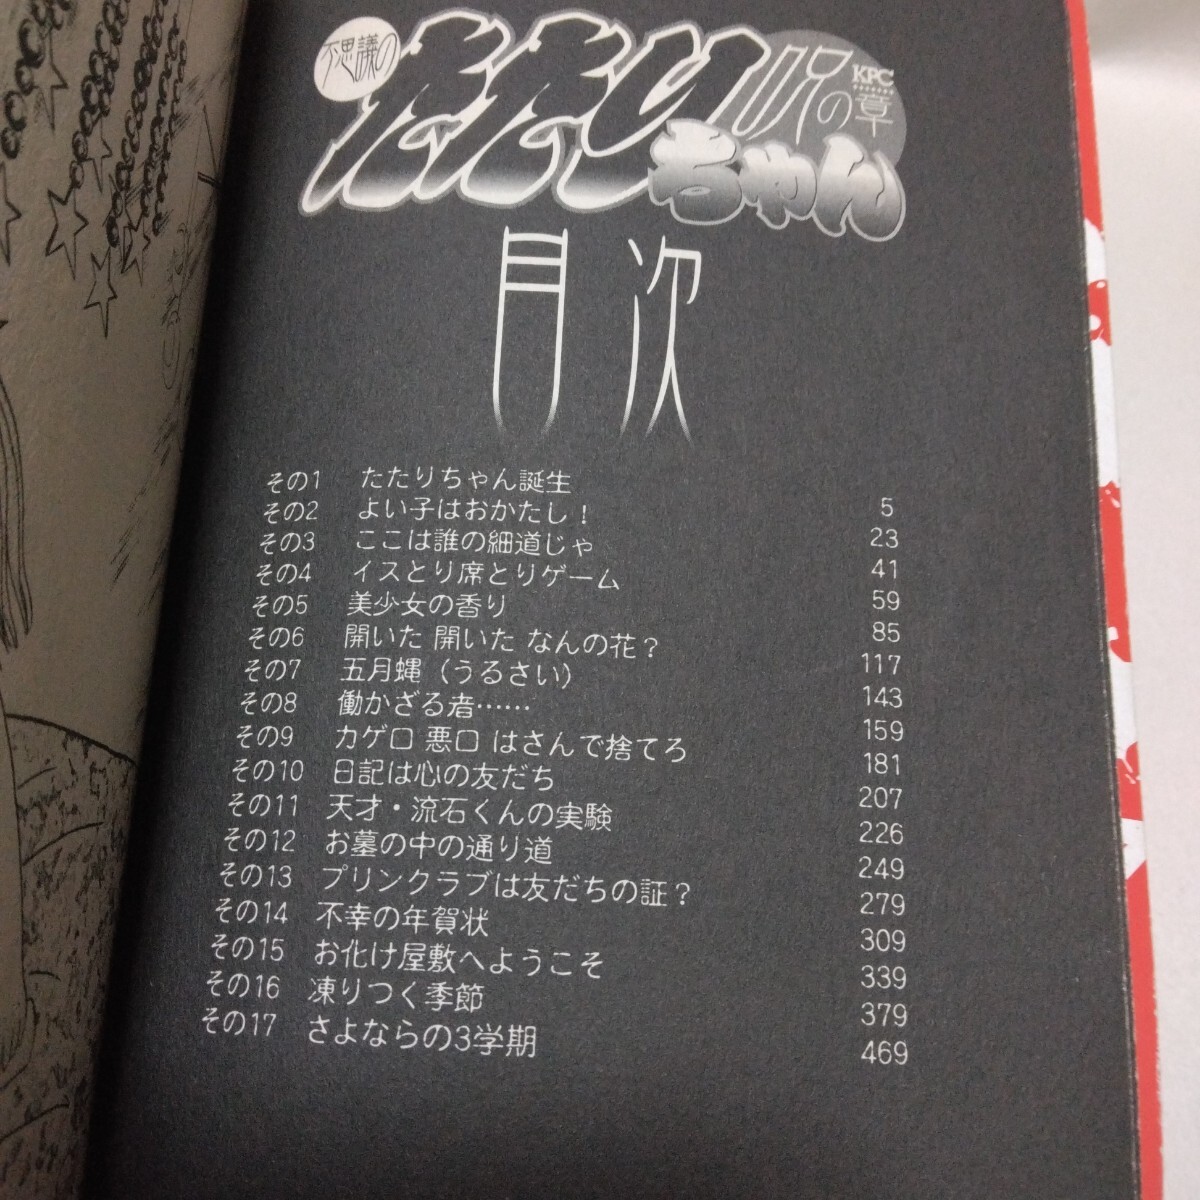 不思議の
たたりちゃん
呪の章
KPC
目次
その1 たたりちゃん誕生 5
その2 よい子はおかたし! 23
その3 ここは誰の細道じゃ 41
その4 イスとり席とりゲーム 59
その5 美少女の香り 85
その6 開いた 開いた なんの花? 117
その7 五月蝿(うるさい) 143
その8 働かざる者…… 159
その9 カゲ口 悪口 はさんで捨てろ 181
その10 日記は心の友だち 207
その11 天才・流石くんの実験 226
その12 お墓の中の通り道 249
その13 プリンクラブは友だちの証? 279
その14 不幸の年賀状 309
その15 お化け屋敷へようこそ 339
その16 凍りつく季節 379
その17 さよならの3学期 469